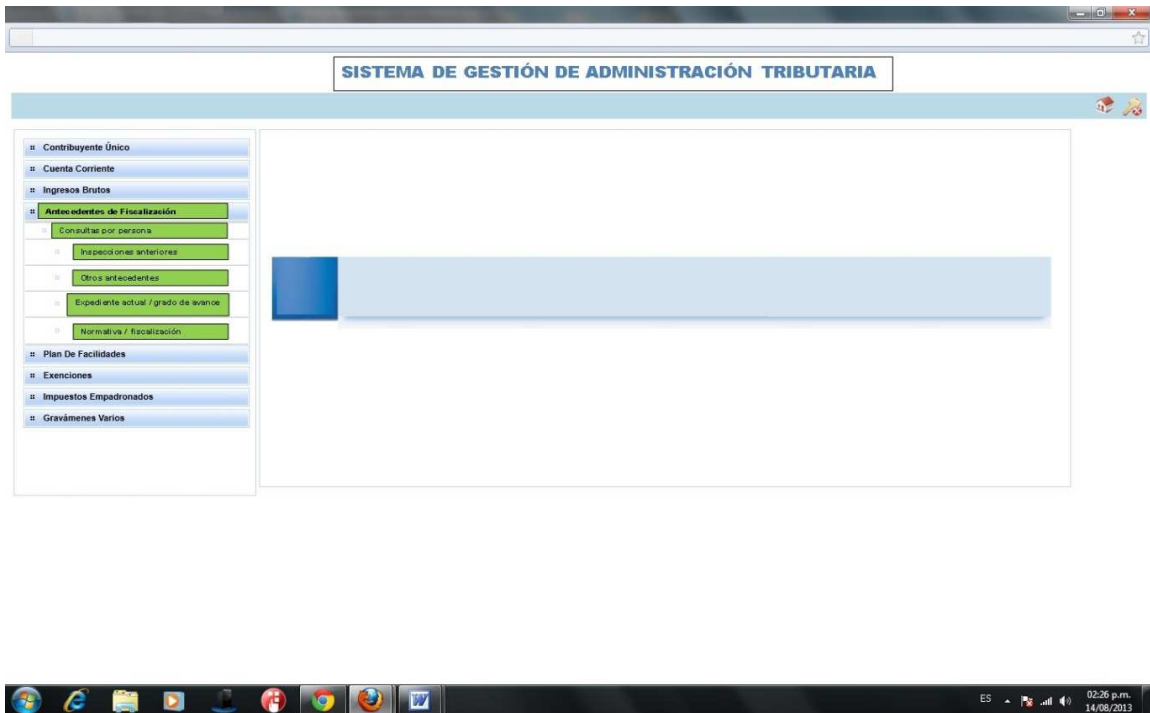 SISTEMA DE GESTIÓN DE ADMINISTRACIÓN TRIBUTARIA
Contribuyente Único
Cuenta Corriente
Ingresos Brutos
Antecedentes de Fiscalización
Consultas por persona
Inspecciones anteriores
Otros antecedentes
Expediente actual / grado de avance
Normativa / fiscalización
Plan De Facilidades
Exenciones
Impuestos Empadronados
Gravámenes Varios
ES
02:26 p.m.
14/08/2013